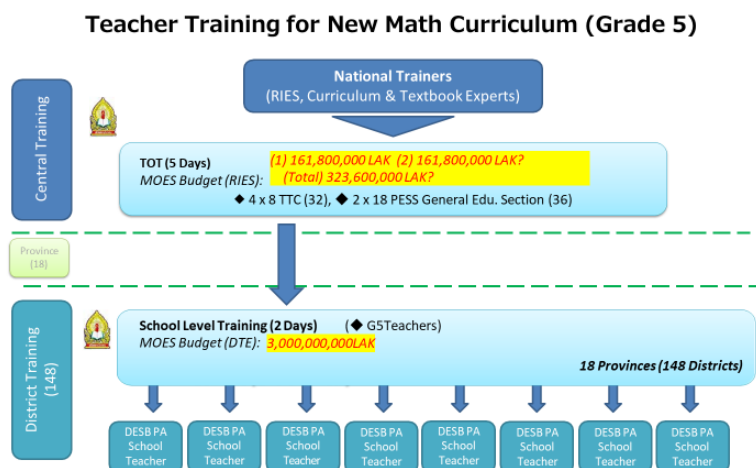 Teacher Training for New Math Curriculum (Grade 5)
Central Training
National Trainers
(RIES, Curriculum & Textbook Experts)
TOT (5 Days)
(1) 161,800,000 LAK (2) 161,800,000 LAK?
MOES Budget (RIES):
(Total) 323,600,000 LAK?
◆ 4 x 8 TTC (32), ◆ 2 x 18 PESS General Edu. Section (36)
Province
(18)
District Training
(148)
School Level Training (2 Days) (◆ G5Teachers)
MOES Budget (DTE): 3,000,000,000LAK
18 Provinces (148 Districts)
DESB PA
School
Teacher
DESB PA
School
Teacher
DESB PA
School
Teacher
DESB PA
School
Teacher
DESB PA
School
Teacher
DESB PA
School
Teacher
DESB PA
School
Teacher
DESB PA
School
Teacher